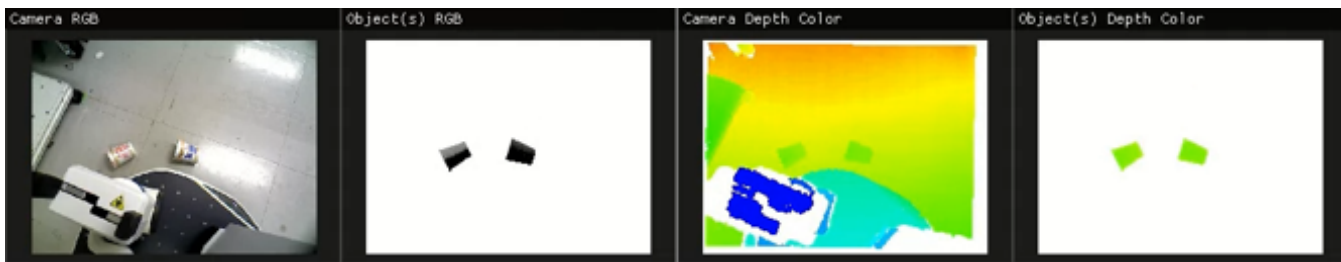 Camera RGB
Object(s) RGB
Camera Depth Color
Object(s) Depth Color